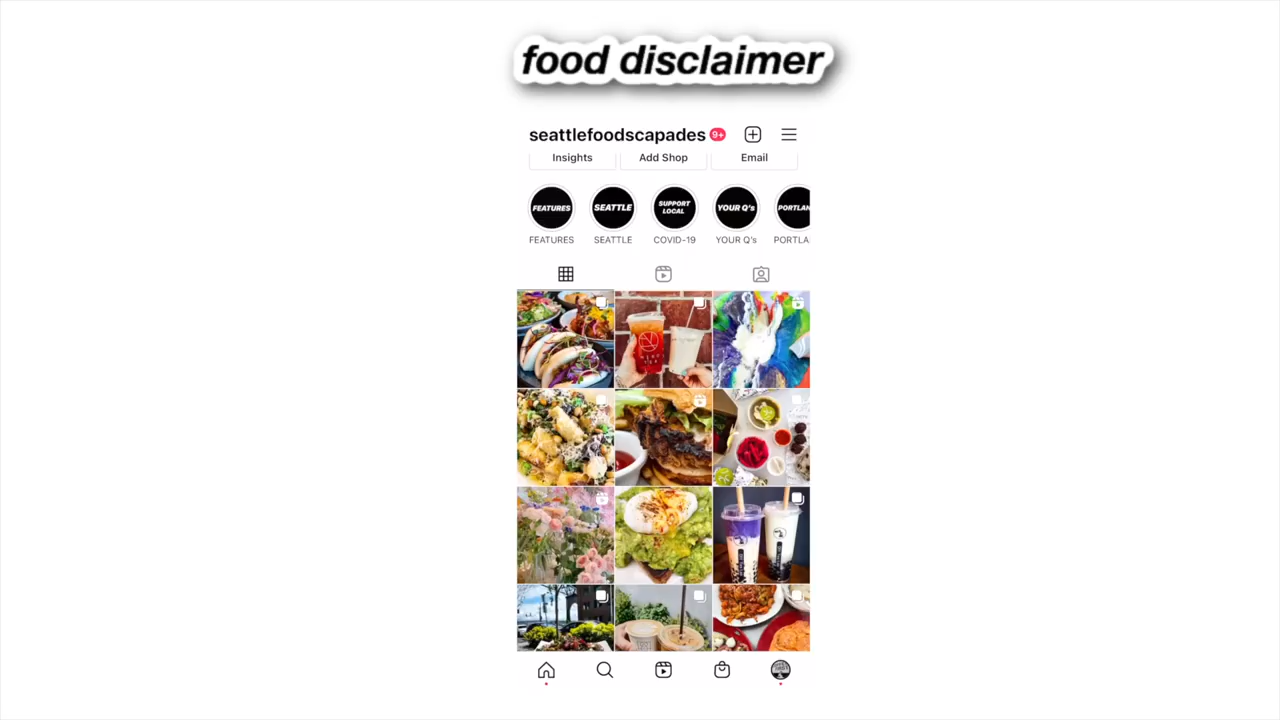 food disclaimer
seattlefoodscapades 9+
Insights Add Shop Email
FEATURES SEATTLE SUPPORT LOCAL YOUR Q's PORTLAN
FEATURES SEATTLE COVID-19 YOUR Q's PORTLA